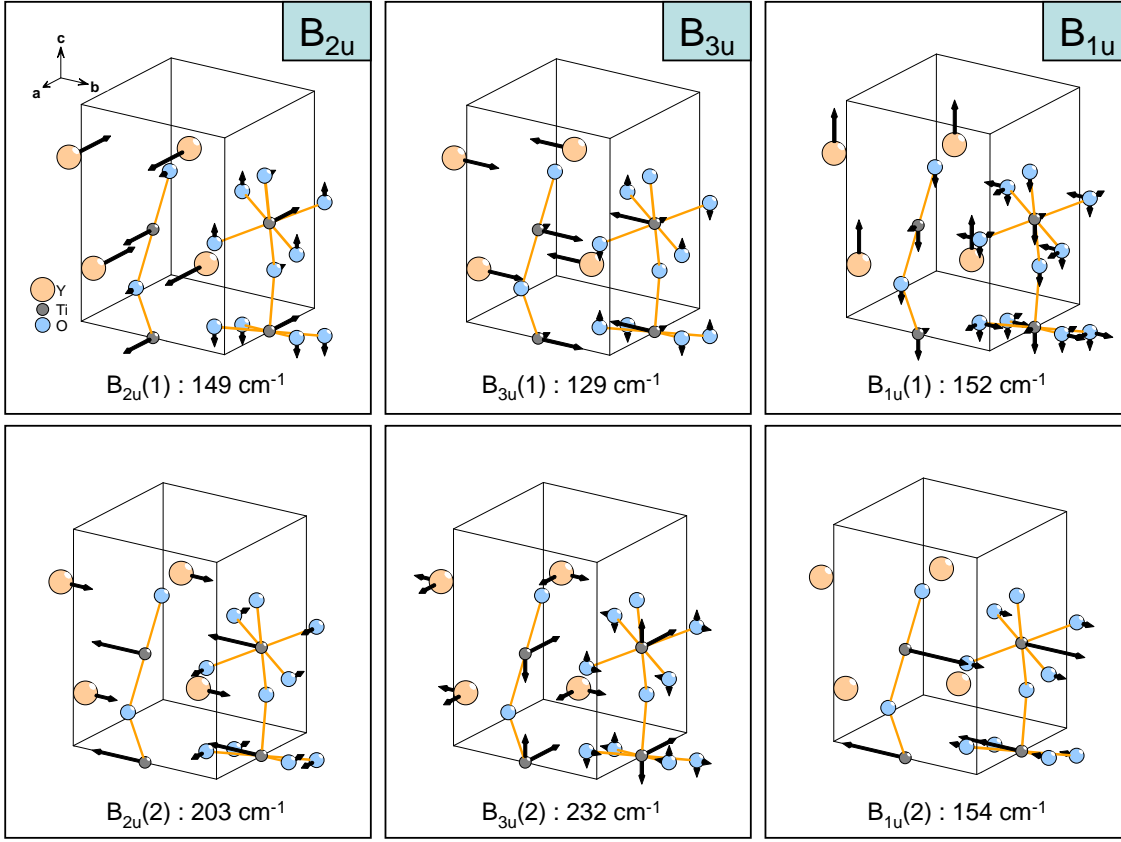 B2u
B3u
B1u
c
a
b
Y
Ti
O
B2u(1) : 149 cm-1
B3u(1) : 129 cm-1
B1u(1) : 152 cm-1
B2u(2) : 203 cm-1
B3u(2) : 232 cm-1
B1u(2) : 154 cm-1